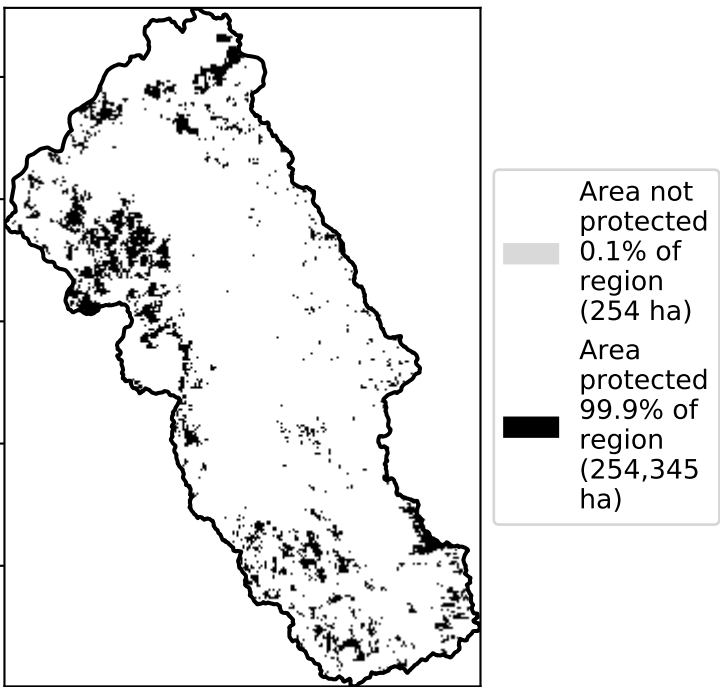 Area not
protected
0.1% of
region
(254 ha)
Area
protected
99.9% of
region
(254,345
ha)